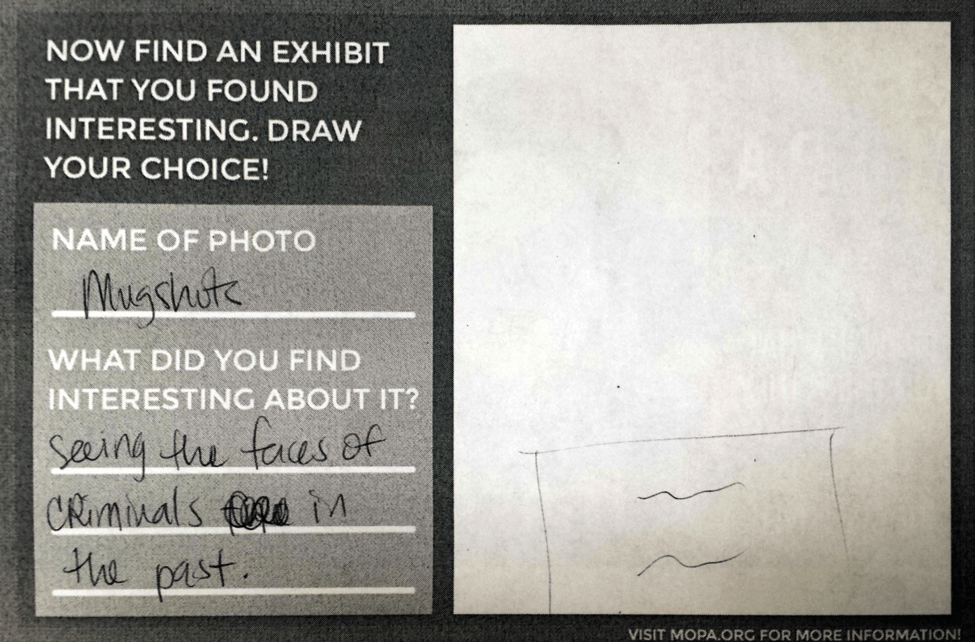 NOW FIND AN EXHIBIT
THAT YOU FOUND
INTERESTING. DRAW
YOUR CHOICE!
NAME OF PHOTO
Mugshots
WHAT DID YOU FIND
INTERESTING ABOUT IT?
seeing the faces of
criminals in
the past.
VISIT MOPA.ORG FOR MORE INFORMATION!